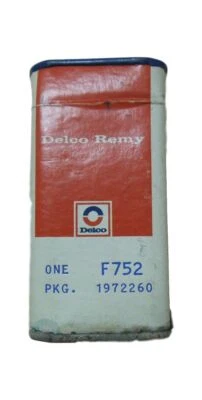 Delco Remy
Delco
ONE F752
PKG. 1972260